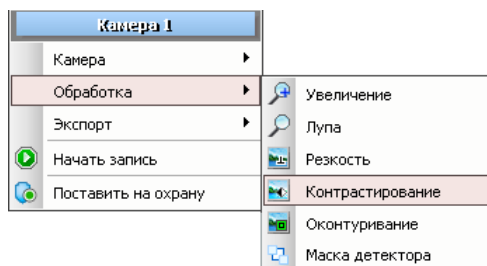 Камера 1
Камера
Обработка
Экспорт
Начать запись
Поставить на охрану
Увеличение
Лупа
Резкость
Контрастирование
Оконтуривание
Маска детектора